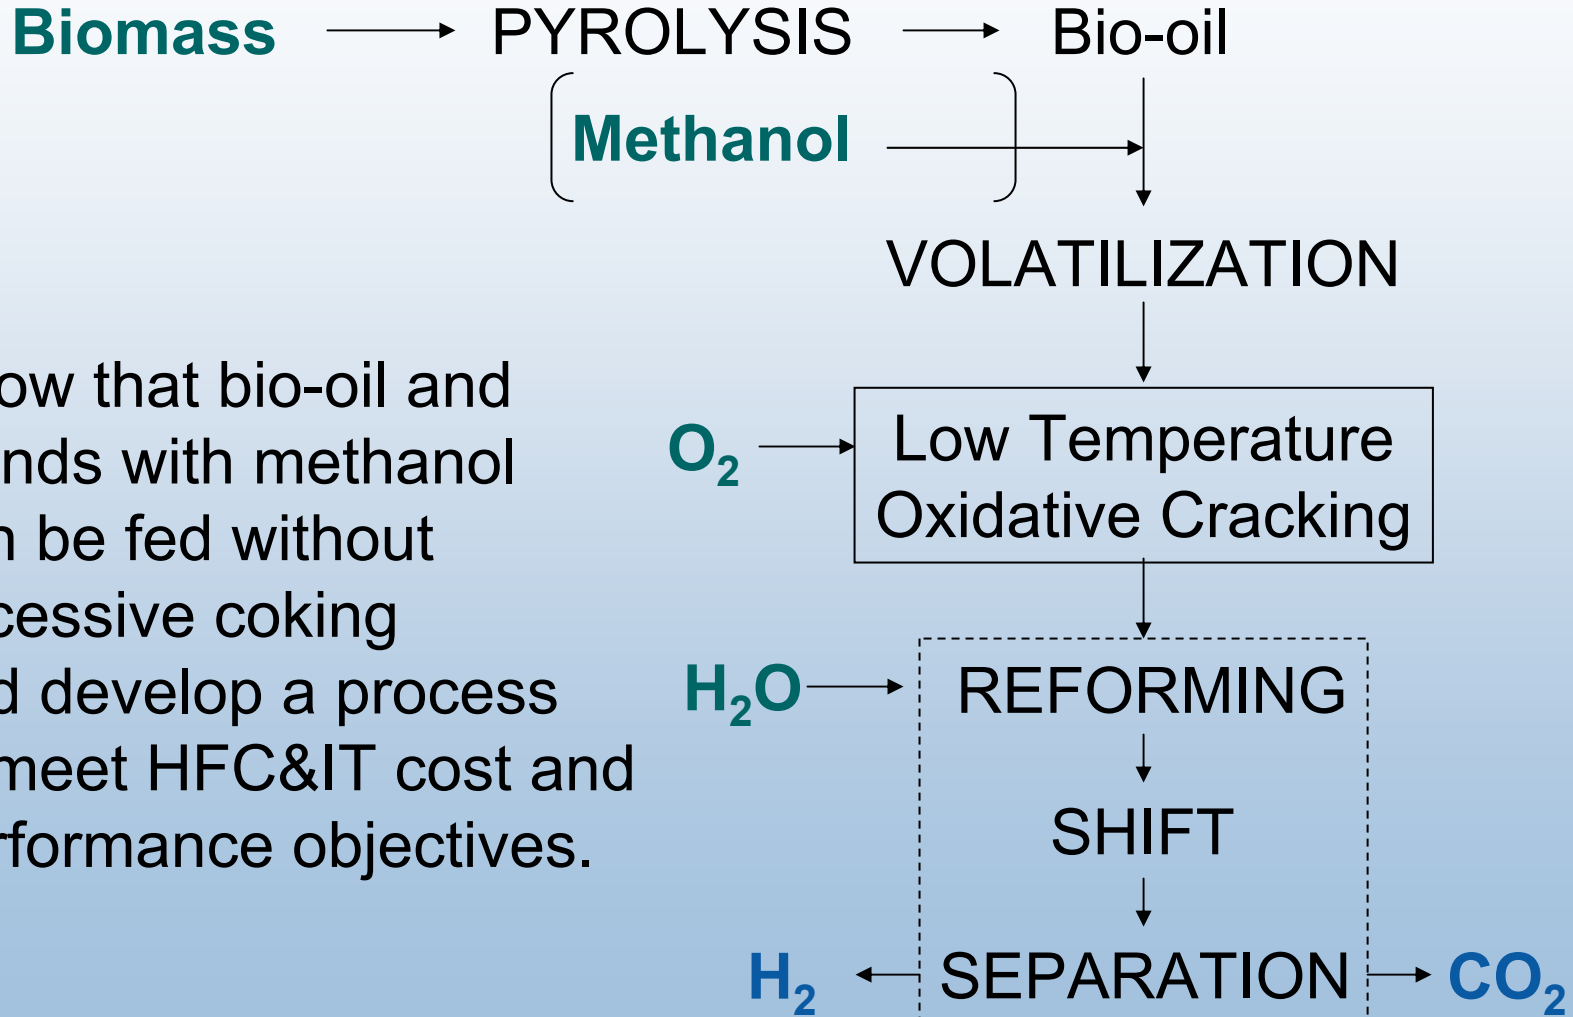 Biomass PYROLYSIS Bio-oil
Methanol
VOLATILIZATION
ow that bio-oil and
nds with methanol
n be fed without
cessive coking
d develop a process
meet HFC&IT cost and
rformance objectives.
O₂
Low Temperature
Oxidative Cracking
H₂O
REFORMING
SHIFT
H₂ SEPARATION CO₂